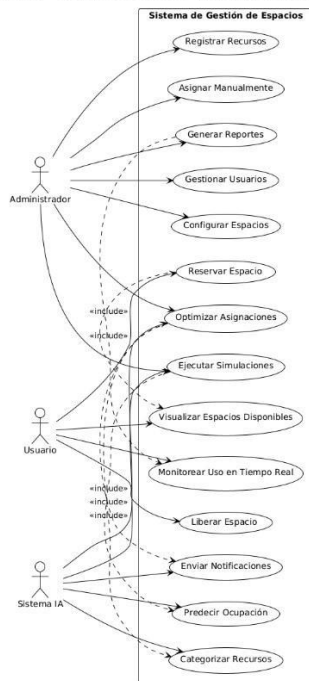 Sistema de Gestión de Espacios
Registrar Recursos
Asignar Manualmente
Generar Reportes
Administrador
Gestionar Usuarios
Configurar Espacios
Reservar Espacio
«include»
Optimizar Asignaciones
«include»
Ejecutar Simulaciones
Visualizar Espacios Disponibles
Usuario
Monitorear Uso en Tiempo Real
«include»
«include»
«include»
Liberar Espacio
Enviar Notificaciones
Sistema IA
Predecir Ocupación
Categorizar Recursos